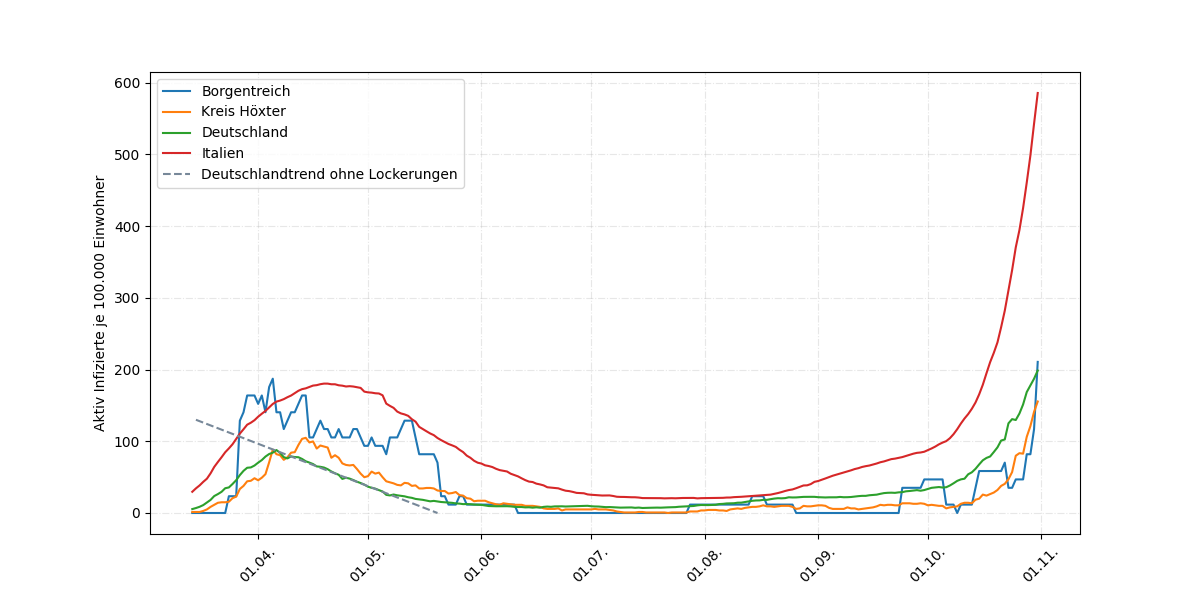 Aktiv Infizierte je 100.000 Einwohner
600
500
400
300
200
100
0
Borgentreich
Kreis Höxter
Deutschland
Italien
Deutschlandtrend ohne Lockerungen
01.04.
01.05.
01.06.
01.07.
01.08.
01.09.
01.10.
01.11.